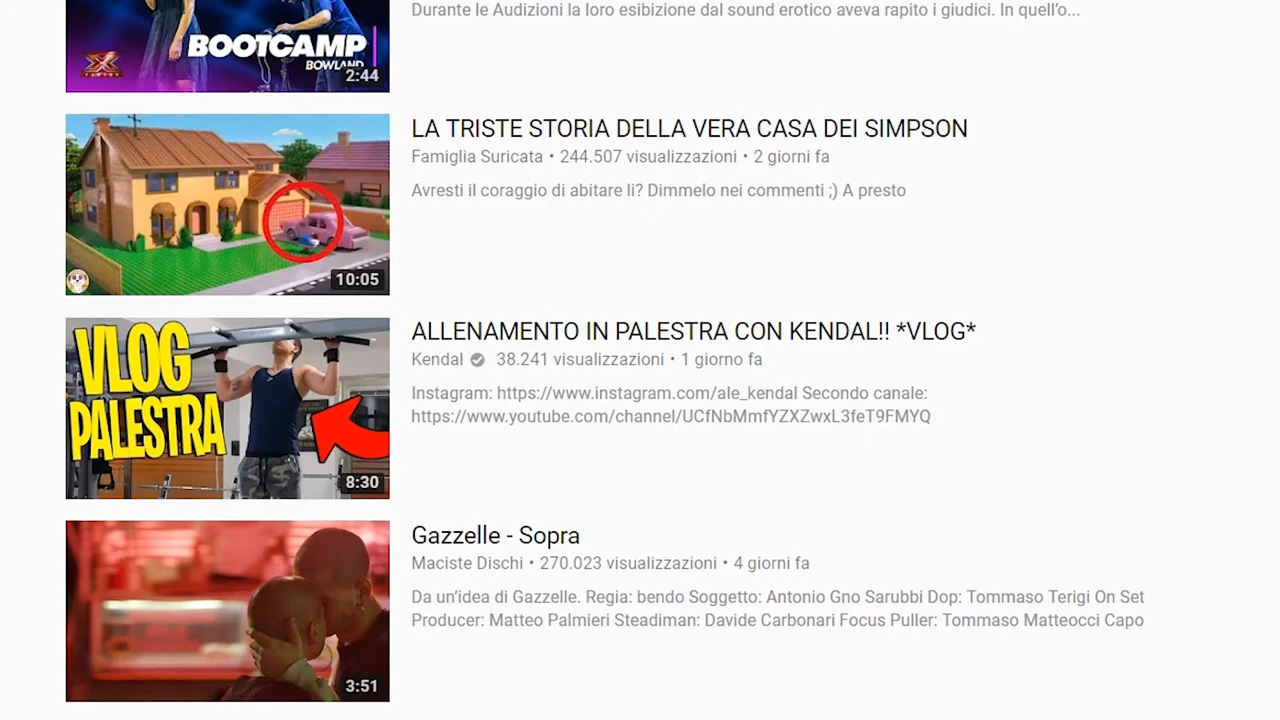 Durante le Audizioni la loro esibizione dal sound erotico aveva rapito i giudici. In quell'o...
BOOTCAMP
BOWLAND
X FACTOR
2:44
LA TRISTE STORIA DELLA VERA CASA DEI SIMPSON
Famiglia Suricata • 244.507 visualizzazioni • 2 giorni fa
Avresti il coraggio di abitare lì? Dimmelo nei commenti ;) A presto
10:05
ALLENAMENTO IN PALESTRA CON KENDAL!! *VLOG*
Kendal 38.241 visualizzazioni • 1 giorno fa
Instagram: https://www.instagram.com/ale_kendal Secondo canale:
https://www.youtube.com/channel/UCfNbMmfYZXZwxL3feT9FMYQ
VLOG
PALESTRA
8:30
Gazzelle - Sopra
Maciste Dischi • 270.023 visualizzazioni • 4 giorni fa
Da un'idea di Gazzelle. Regia: bendo Soggetto: Antonio Gno Sarubbi Dop: Tommaso Terigi On Set
Producer: Matteo Palmieri Steadiman: Davide Carbonari Focus Puller: Tommaso Matteocci Capo
3:51